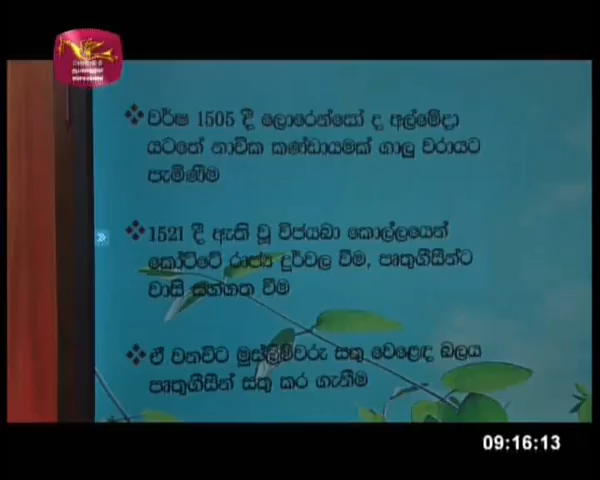 ❖ වර්ෂ 1505 දී ලොරෙන්සෝ ද අල්මේදා
යටතේ නාවික කණ්ඩායමක් ගාලු වරායට
පැමිණීම
❖ 1521 දී ඇති වූ විජයබා කොල්ලයෙන්
කෝට්ටේ රාජ්‍ය දුර්වල වීම, පෘතුගීසීන්ට
වාසි සහගත වීම
❖ ඒ වනවිට මුස්ලිම්වරු සතු වෙළෙඳ බලය
පෘතුගීසීන් සතු කර ගැනීම
09:16:13